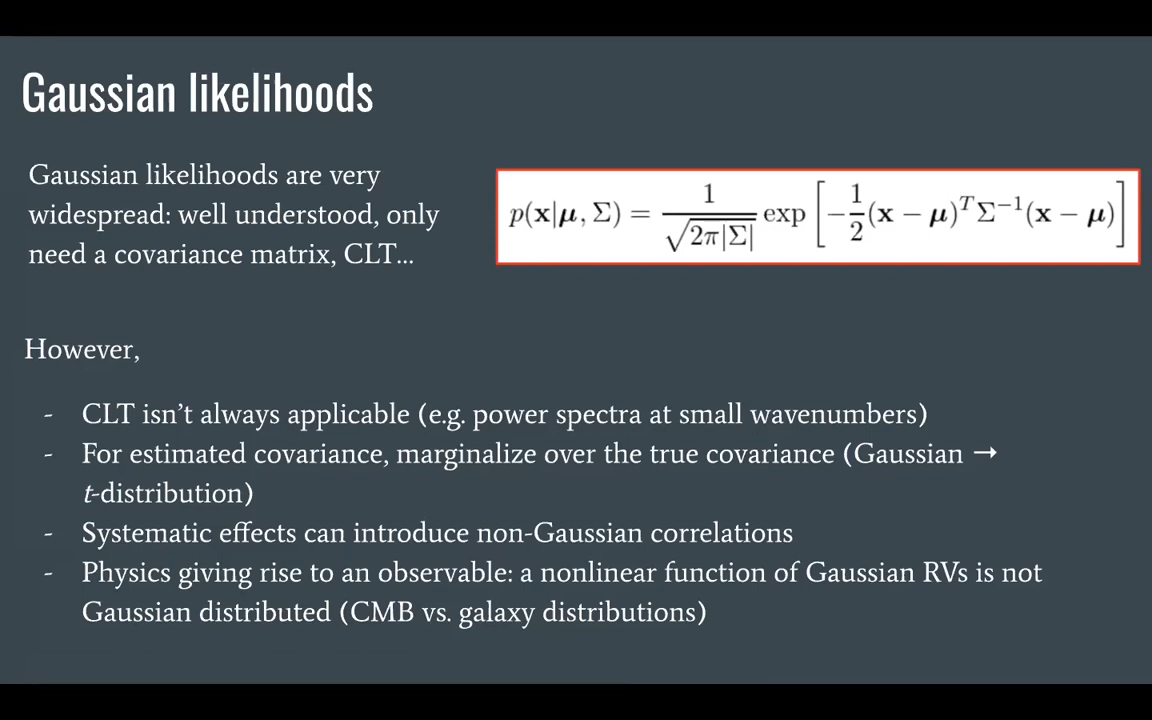 Gaussian likelihoods
Gaussian likelihoods are very
widespread: well understood, only
need a covariance matrix, CLT...
p(x|μ, Σ) = 1/√(2π|Σ|) exp [−1/2 (x − μ)ᵀ Σ⁻¹ (x − μ)]
However,
- CLT isn’t always applicable (e.g. power spectra at small wavenumbers)
- For estimated covariance, marginalize over the true covariance (Gaussian →
t-distribution)
- Systematic effects can introduce non-Gaussian correlations
- Physics giving rise to an observable: a nonlinear function of Gaussian RVs is not
Gaussian distributed (CMB vs. galaxy distributions)